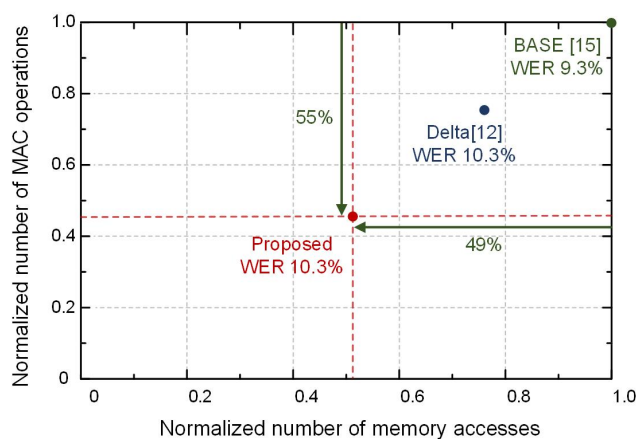 1.0
0.8
0.6
0.4
0.2
0
Normalized number of MAC operations
BASE [15]
WER 9.3%
55%
Delta[12]
WER 10.3%
Proposed
WER 10.3%
49%
0
0.2
0.4
0.6
0.8
1.0
Normalized number of memory accesses